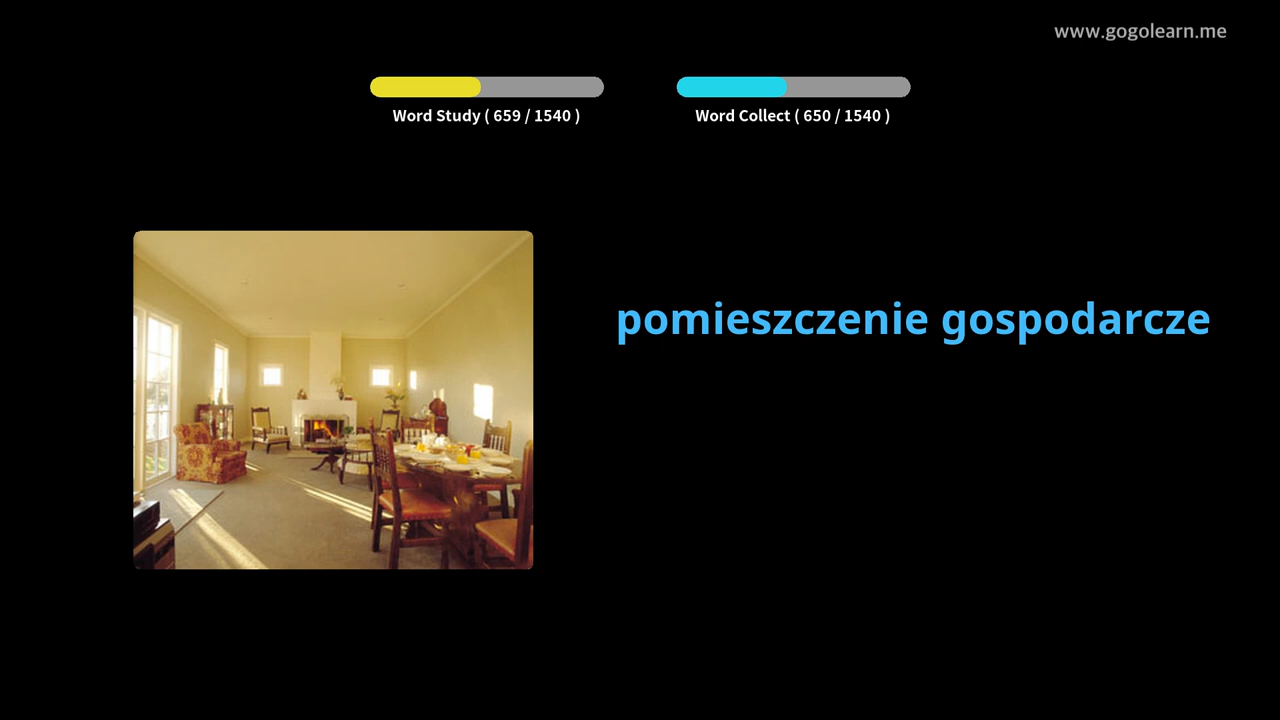 www.gogolearn.me
Word Study ( 659 / 1540 )
Word Collect ( 650 / 1540 )
pomieszczenie gospodarcze